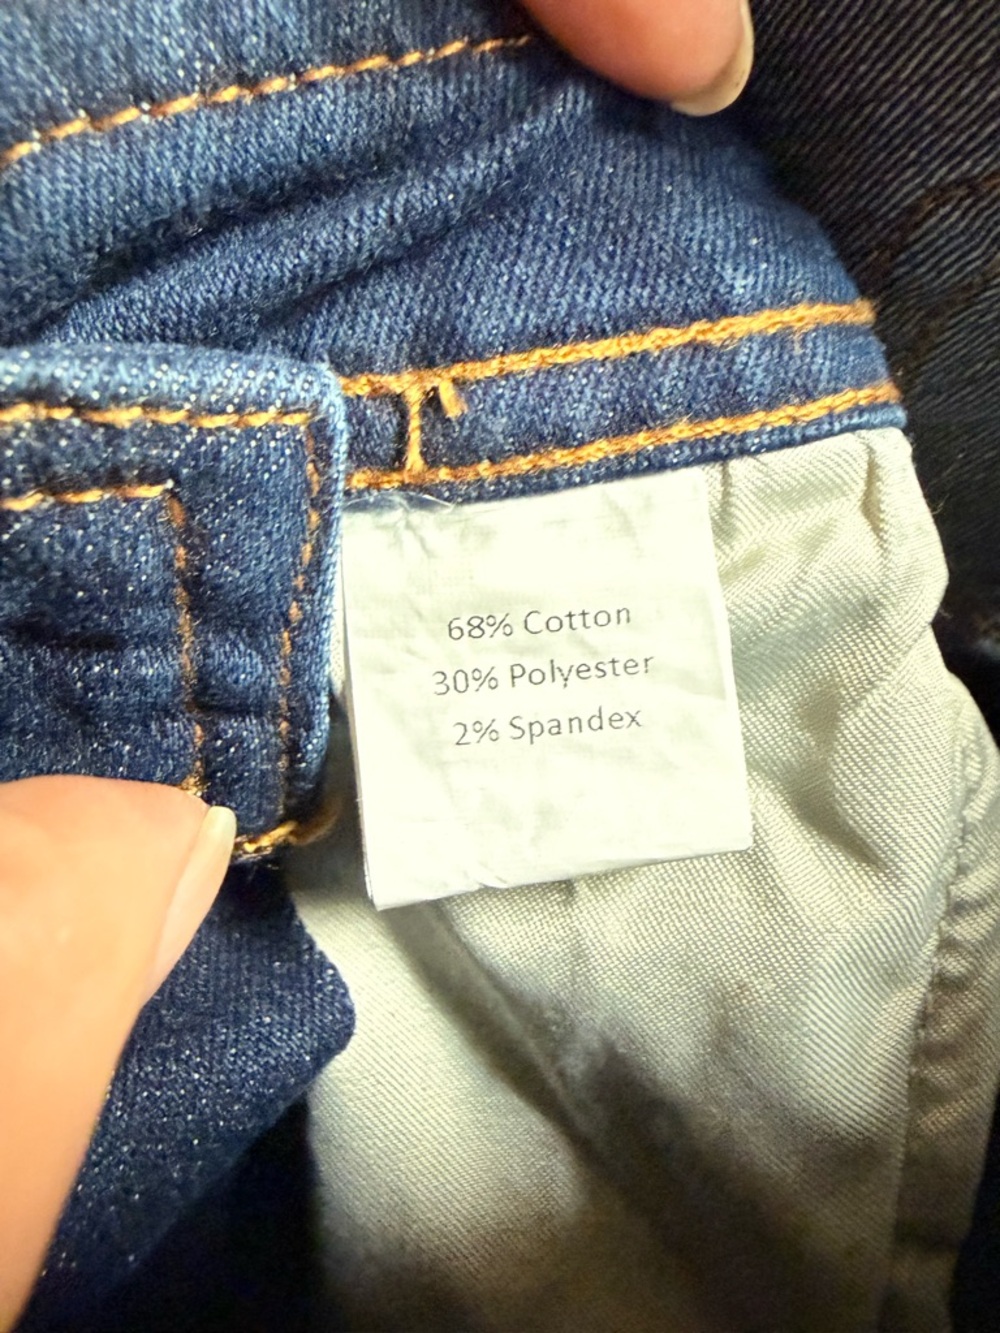 68% Cotton
30% Polyester
2% Spandex